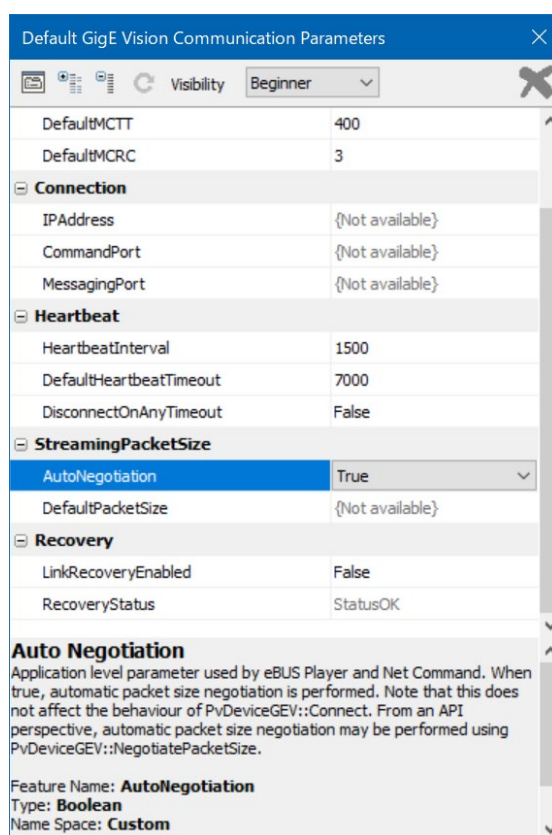 Default GigE Vision Communication Parameters
Visibility Beginner
DefaultMCTT 400
DefaultMCRC 3
Connection
IPAddress {Not available}
CommandPort {Not available}
MessagingPort {Not available}
Heartbeat
HeartbeatInterval 1500
DefaultHeartbeatTimeout 7000
DisconnectOnAnyTimeout False
StreamingPacketSize
AutoNegotiation True
DefaultPacketSize {Not available}
Recovery
LinkRecoveryEnabled False
RecoveryStatus StatusOK
Auto Negotiation
Application level parameter used by eBUS Player and Net Command. When
true, automatic packet size negotiation is performed. Note that this does
not affect the behaviour of PvDeviceGEV::Connect. From an API
perspective, automatic packet size negotiation may be performed using
PvDeviceGEV::NegotiatePacketSize.
Feature Name: AutoNegotiation
Type: Boolean
Name Space: Custom